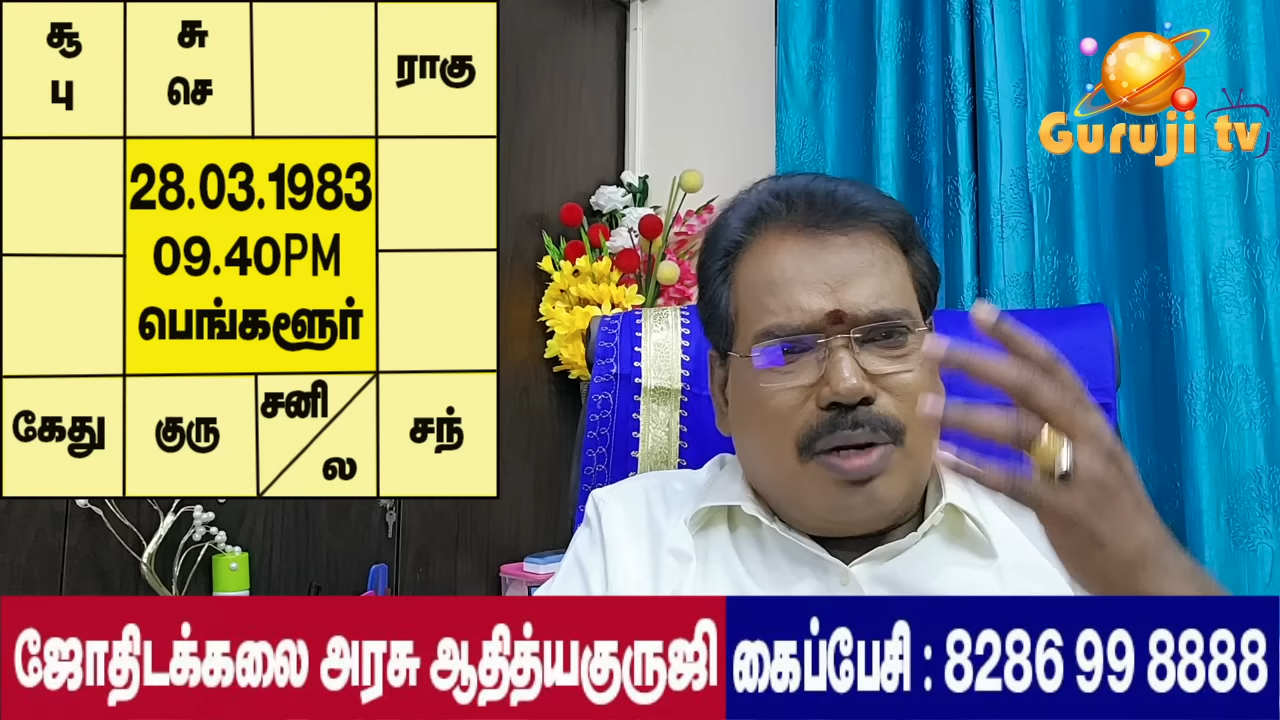 சூ
பு
சு
செ
ராகு
28.03.1983
09.40PM
பெங்களூர்
கேது
குரு
சனி
ல
சந்
Guruji tv
ஜோதிடக்கலை அரசு ஆதித்யகுருஜி
கைப்பேசி : 8286 99 8888